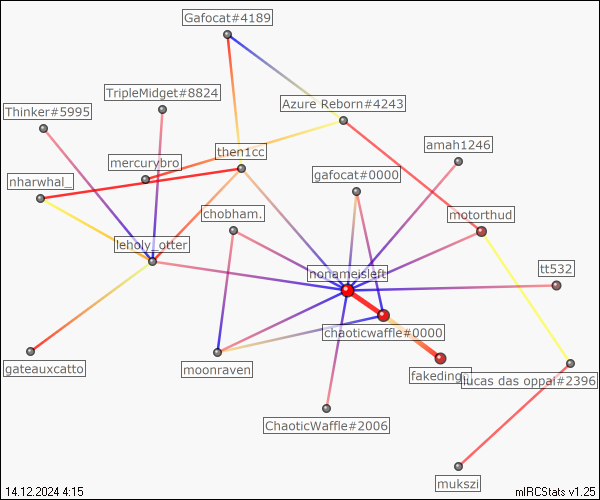 Gafocat#4189
TripleMidget#8824
Azure Reborn#4243
Thinker#5995
amah1246
then1cc
mercurybro
gafocat#0000
nharwhal_
chobham.
motorthud
leholy_otter
nonameisleft
tt532
chaoticwaffle#0000
gateauxcatto
moonraven
lucas das oppai#2396
ChaoticWaffle#2006
mukszi
14.12.2024 4:15
mIRCStats v1.25